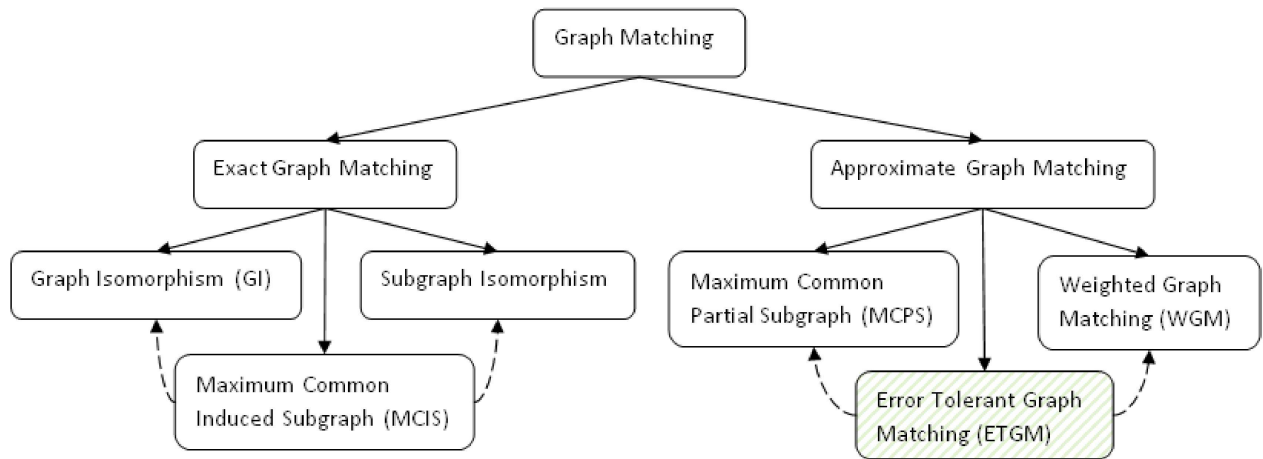 Graph Matching
Exact Graph Matching
Approximate Graph Matching
Graph Isomorphism (GI)
Subgraph Isomorphism
Maximum Common
Partial Subgraph (MCPS)
Weighted Graph
Matching (WGM)
Maximum Common
Induced Subgraph (MCIS)
Error Tolerant Graph
Matching (ETGM)